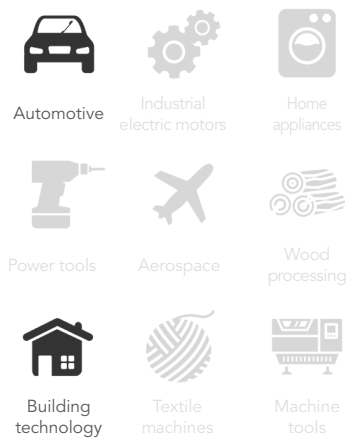 Automotive
Industrial
electric motors
Home
appliances
Power tools
Aerospace
Wood
processing
Building
technology
Textile
machines
Machine
tools